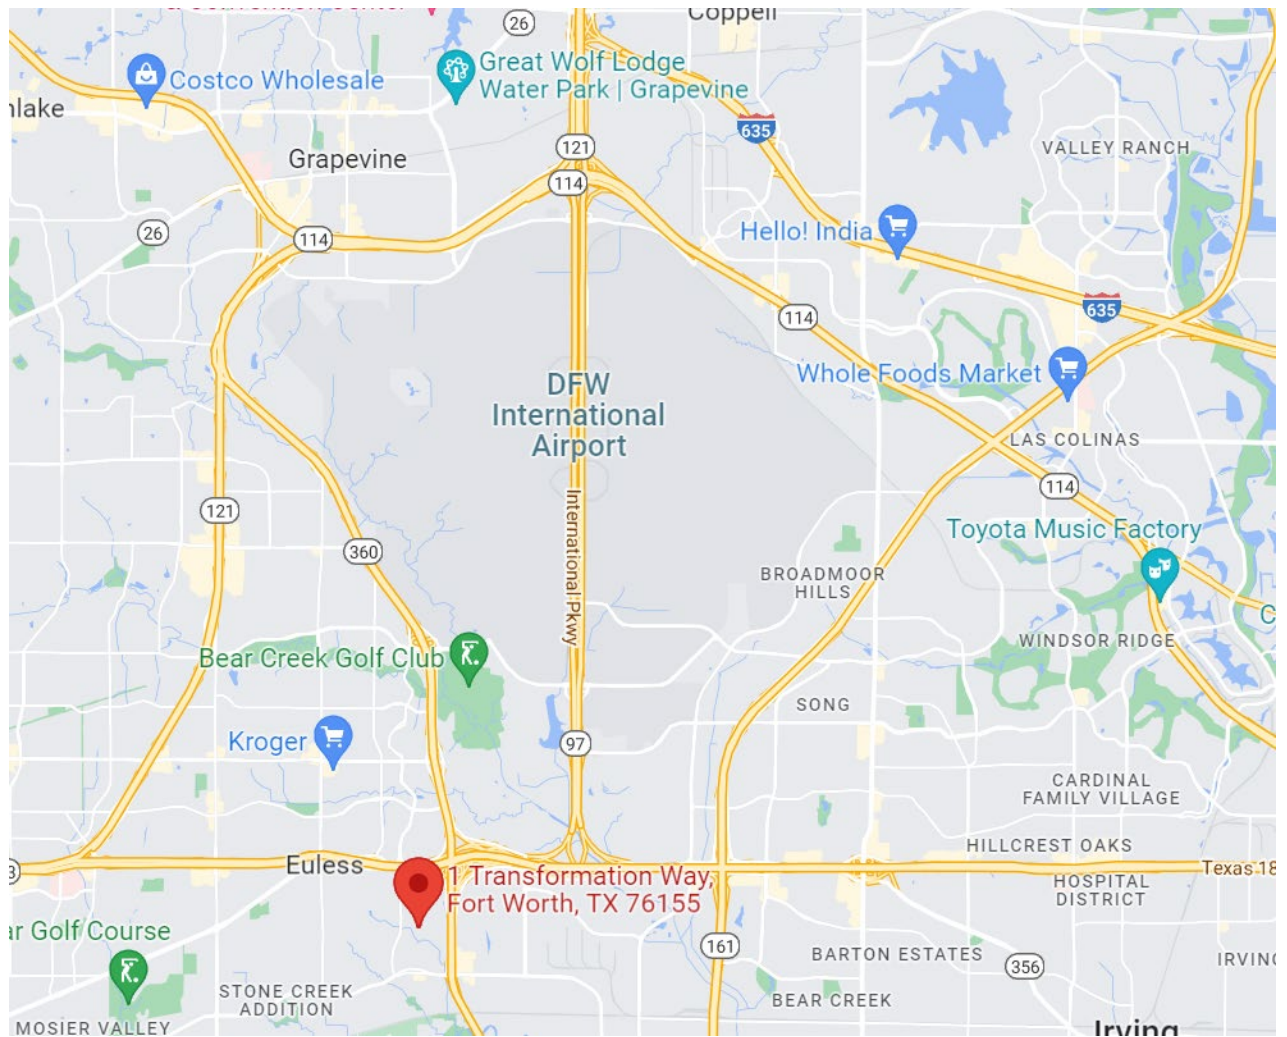 26
Coppell
Great Wolf Lodge
Water Park | Grapevine
Costco Wholesale
635
121
Grapevine
VALLEY RANCH
114
26
114
Hello! India
114
635
Whole Foods Market
DFW
International
Airport
LAS COLINAS
114
121
International Pkwy
Toyota Music Factory
360
BROADMOOR
HILLS
WINDSOR RIDGE
Bear Creek Golf Club
SONG
Kroger
97
CARDINAL
FAMILY VILLAGE
HILLCREST OAKS
Euless
Texas 18
1 Transformation Way,
Fort Worth, TX 76155
HOSPITAL
DISTRICT
ar Golf Course
161
BARTON ESTATES
356
IRVING
STONE CREEK
ADDITION
BEAR CREEK
MOSIER VALLEY
Irving